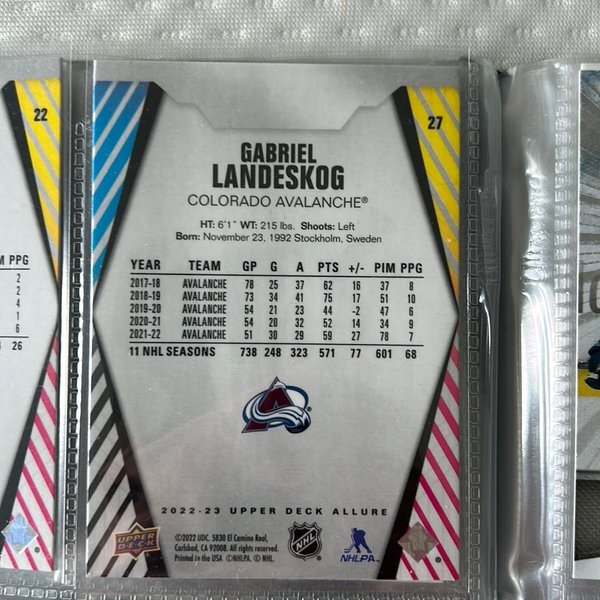 22
M PPG
2
2
4
1
6
26
27
GABRIEL
LANDESKOG
COLORADO AVALANCHE®
HT: 6'1" WT: 215 lbs. Shoots: Left
Born: November 23, 1992 Stockholm, Sweden
YEAR TEAM GP G A PTS +/- PIM PPG
2017-18 AVALANCHE 78 25 37 62 16 37 8
2018-19 AVALANCHE 73 34 41 75 17 51 10
2019-20 AVALANCHE 54 21 23 44 -2 47 6
2020-21 AVALANCHE 54 20 32 52 14 34 9
2021-22 AVALANCHE 51 30 29 59 27 78 7
11 NHL SEASONS 738 248 323 571 77 601 68
A
2022-23 UPPER DECK ALLURE
UPPER DECK
©2022 UDC. 5830 El Camino Real,
Carlsbad, CA 92008. All rights reserved.
Printed in the USA ©NHLPA. © NHL.
NHL
NHLPA